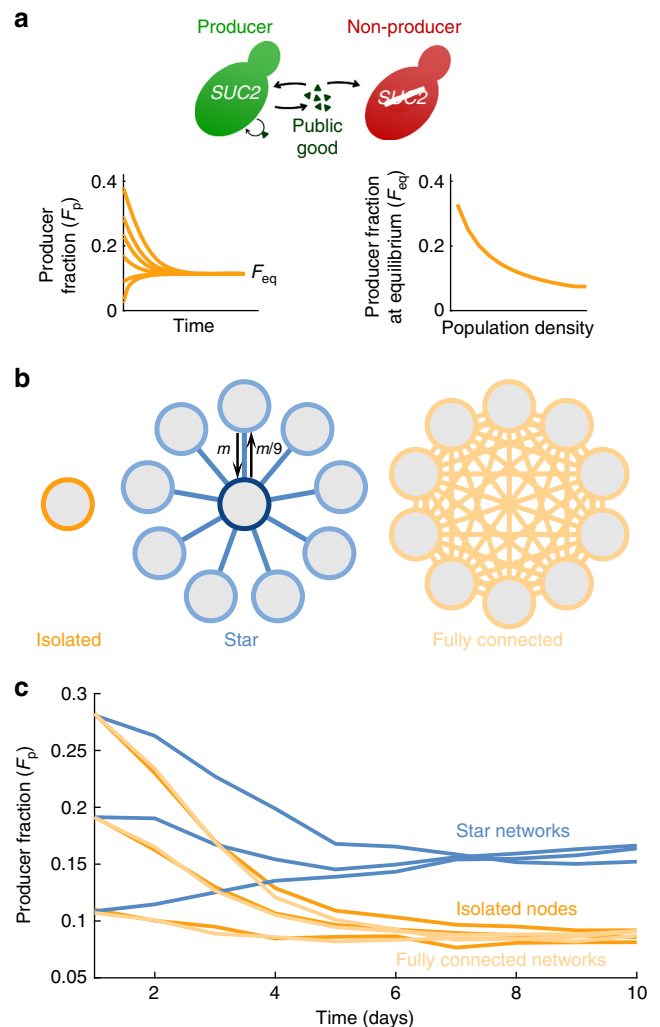 a
Producer
Non-producer
SUC2
SUC2
Public
good
Producer
fraction (Fp)
0.4
0.2
0
Feq
Time
Producer fraction
at equilibrium (Feq)
0.4
0.2
0
Population density
b
m
m/9
Isolated
Star
Fully connected
c
Producer fraction (Fp)
0.3
0.25
0.2
0.15
0.1
0.05
Star networks
Isolated nodes
Fully connected networks
2
4
6
8
10
Time (days)